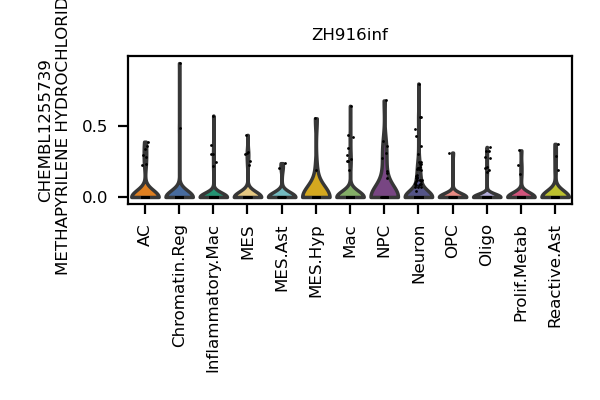 ZH916inf
CHEMBL1255739
METHAPYRILENE HYDROCHLORID
0.5
0.0
AC
Chromatin.Reg
Inflammatory.Mac
MES
MES.Ast
MES.Hyp
Mac
NPC
Neuron
OPC
Oligo
Prolif.Metab
Reactive.Ast